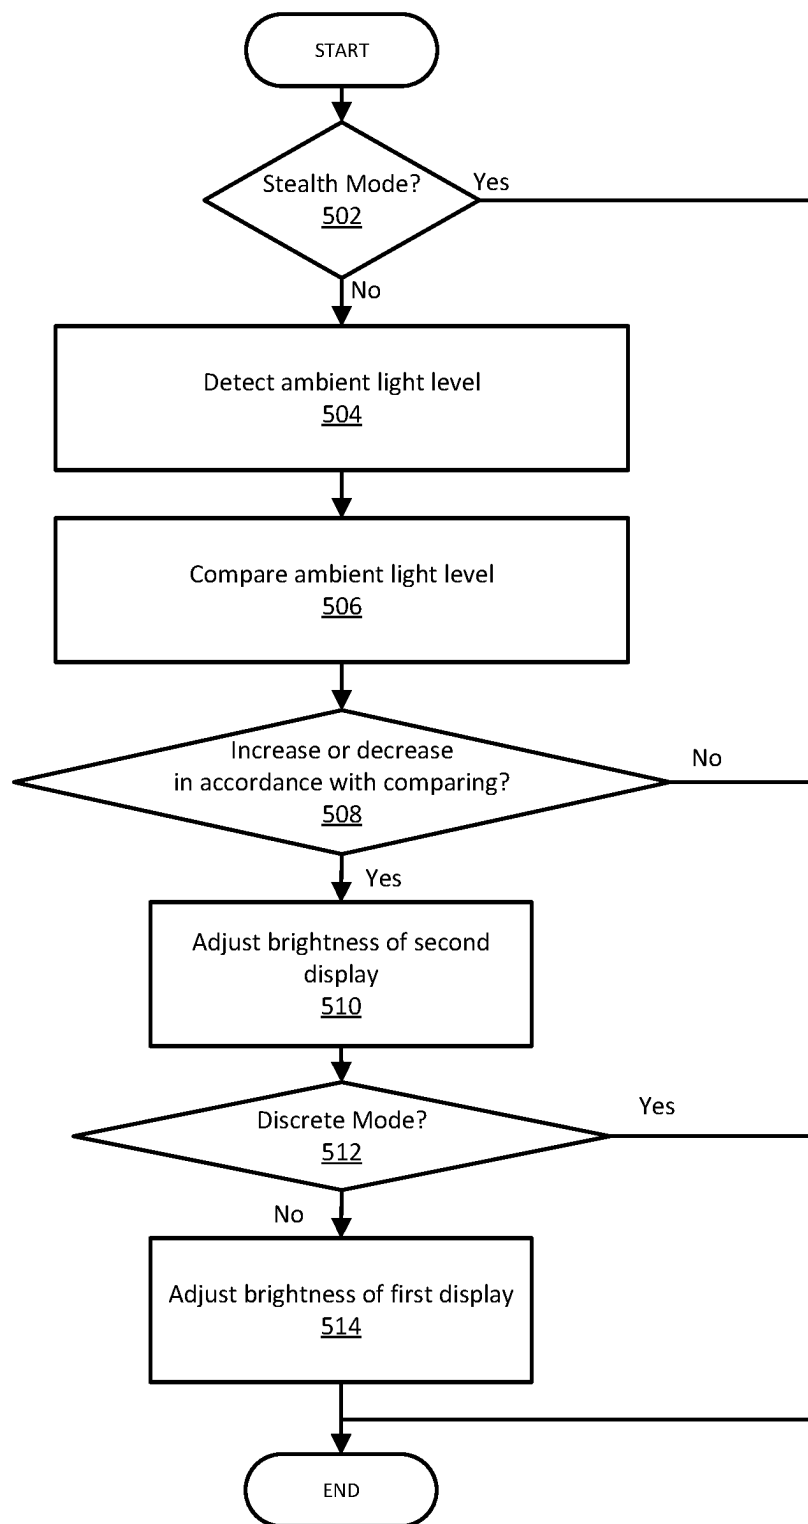 START
Stealth Mode?
502
Yes
No
Detect ambient light level
504
Compare ambient light level
506
Increase or decrease
in accordance with comparing?
508
No
Yes
Adjust brightness of second
display
510
Discrete Mode?
512
Yes
No
Adjust brightness of first display
514
END